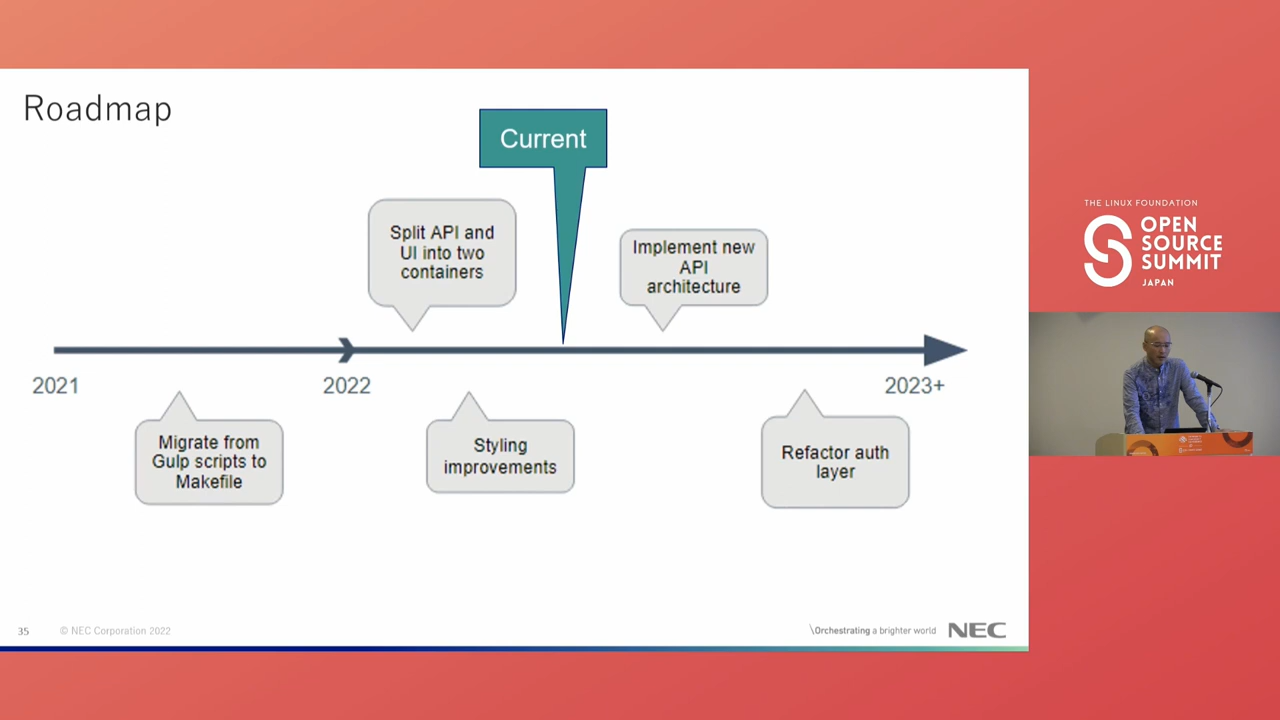 Roadmap
Current
Split API and
UI into two
containers
Implement new
API
architecture
2021
2022
2023+
Migrate from
Gulp scripts to
Makefile
Styling
improvements
Refactor auth
layer
35
© NEC Corporation 2022
\Orchestrating a brighter world
NEC
THE LINUX FOUNDATION
OPEN
SOURCE
SUMMIT
JAPAN